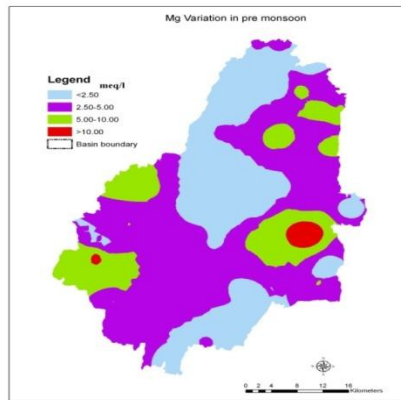 Mg Variation in pre monsoon
Legend meq/l
<2.50
2.50-5.00
5.00-10.00
>10.00
Basin boundary
0 2 4 8 12 16
Kilometers